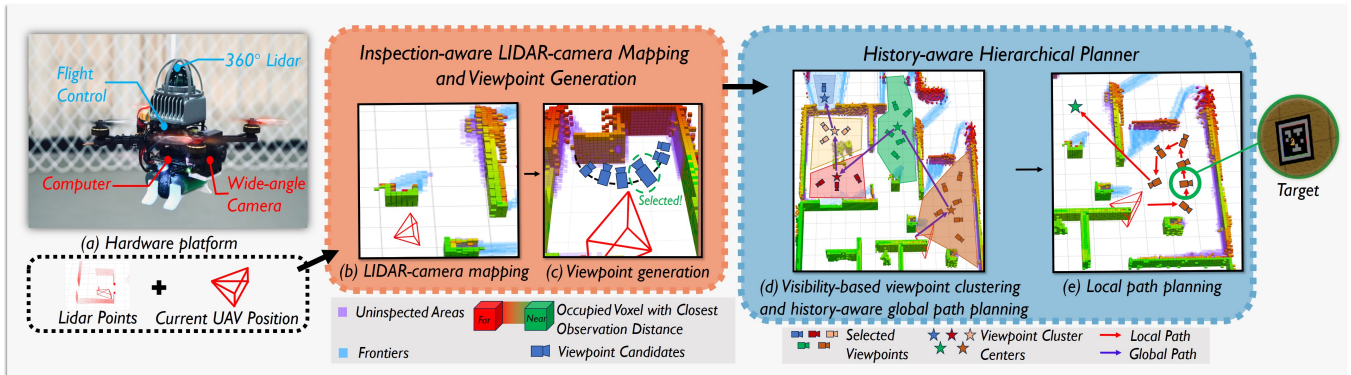 360° Lidar
Flight
Control
Computer
Wide-angle
Camera
(a) Hardware platform
Lidar Points
+
Current UAV Position
Inspection-aware LIDAR-camera Mapping
and Viewpoint Generation
Selected!
(b) LIDAR-camera mapping
(c) Viewpoint generation
Uninspected Areas
Far
Near
Occupied Voxel with Closest
Observation Distance
Frontiers
Viewpoint Candidates
History-aware Hierarchical Planner
(d) Visibility-based viewpoint clustering
and history-aware global path planning
(e) Local path planning
Target
Selected
Viewpoints
Viewpoint Cluster
Centers
Local Path
Global Path